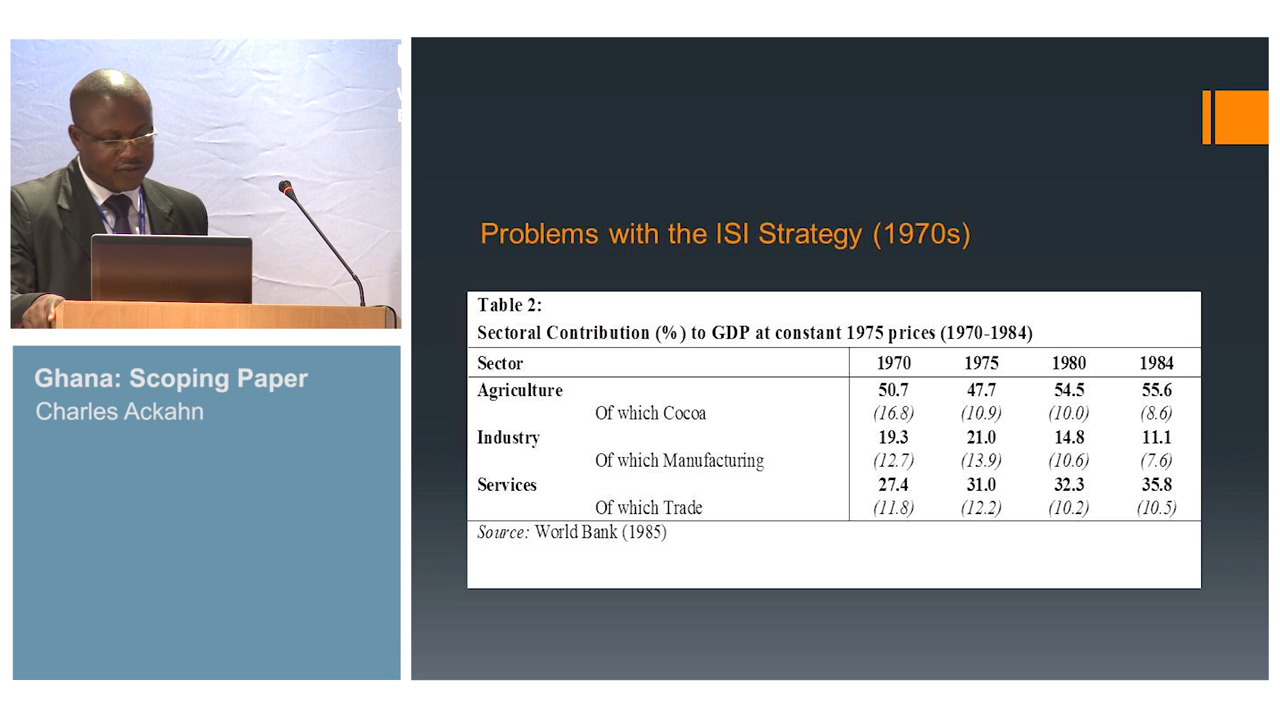 Ghana: Scoping Paper
Charles Ackahn
Problems with the ISI Strategy (1970s)
Table 2:
Sectoral Contribution (%) to GDP at constant 1975 prices (1970-1984)
Sector 1970 1975 1980 1984
Agriculture 50.7 47.7 54.5 55.6
Of which Cocoa (16.8) (10.9) (10.0) (8.6)
Industry 19.3 21.0 14.8 11.1
Of which Manufacturing (12.7) (13.9) (10.6) (7.6)
Services 27.4 31.0 32.3 35.8
Of which Trade (11.8) (12.2) (10.2) (10.5)
Source: World Bank (1985)